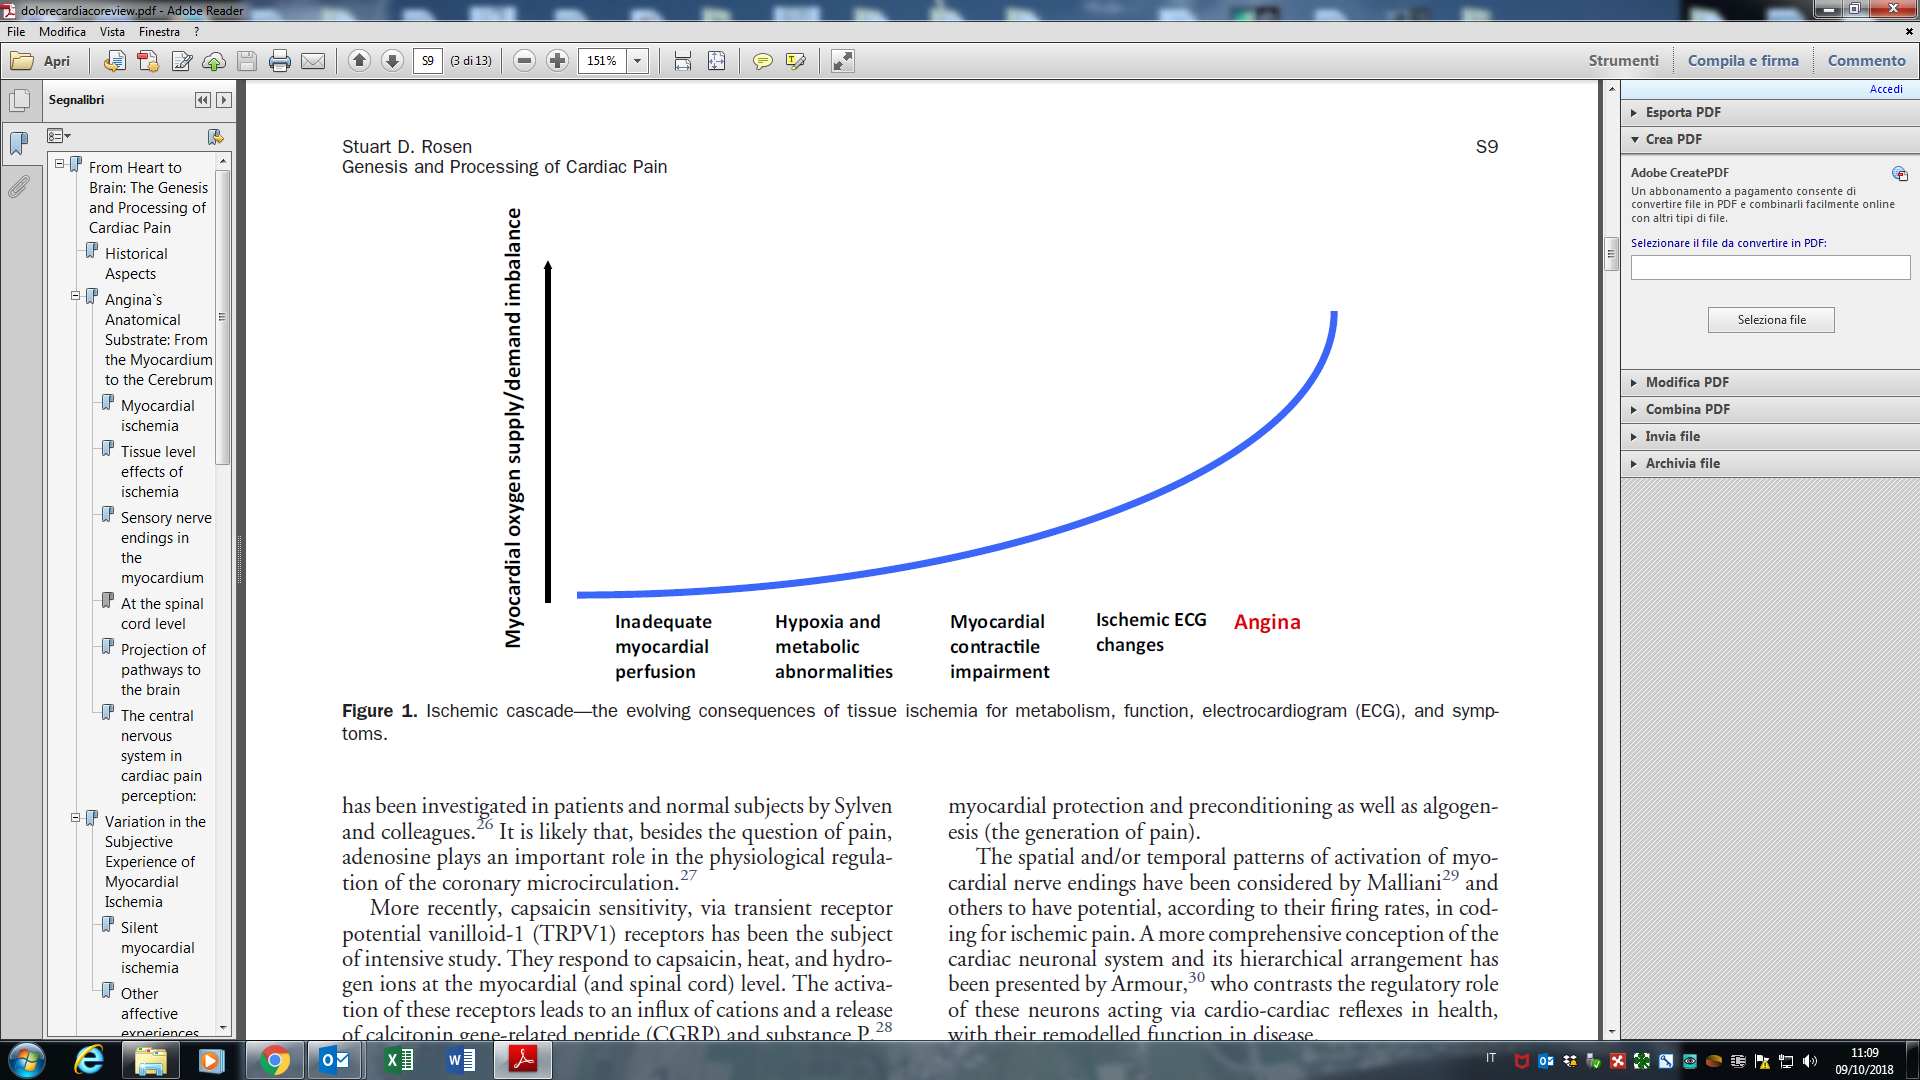 dolorecardiacoreview.pdf - Adobe Reader
File Modifica Vista Finestra ?
Apri
S9 (3 di 13) 151%
Strumenti Compila e firma Commento
Segnalibri
From Heart to
Brain: The Genesis
and Processing of
Cardiac Pain
Historical
Aspects
Angina`s
Anatomical
Substrate: From
the Myocardium
to the Cerebrum
Myocardial
ischemia
Tissue level
effects of
ischemia
Sensory nerve
endings in
the
myocardium
At the spinal
cord level
Projection of
pathways to
the brain
The central
nervous
system in
cardiac pain
perception:
Variation in the
Subjective
Experience of
Myocardial
Ischemia
Silent
myocardial
ischemia
Other
affective
experiences
Stuart D. Rosen S9
Genesis and Processing of Cardiac Pain
Myocardial oxygen supply/demand imbalance
Inadequate
myocardial
perfusion
Hypoxia and
metabolic
abnormalities
Myocardial
contractile
impairment
Ischemic ECG
changes
Angina
Figure 1. Ischemic cascade—the evolving consequences of tissue ischemia for metabolism, function, electrocardiogram (ECG), and symp-
toms.
has been investigated in patients and normal subjects by Sylven
and colleagues.26 It is likely that, besides the question of pain,
adenosine plays an important role in the physiological regula-
tion of the coronary microcirculation.27
More recently, capsaicin sensitivity, via transient receptor
potential vanilloid-1 (TRPV1) receptors has been the subject
of intensive study. They respond to capsaicin, heat, and hydro-
gen ions at the myocardial (and spinal cord) level. The activa-
tion of these receptors leads to an influx of cations and a release
of calcitonin gene-related peptide (CGRP) and substance P.28
myocardial protection and preconditioning as well as algogen-
esis (the generation of pain).
The spatial and/or temporal patterns of activation of myo-
cardial nerve endings have been considered by Malliani29 and
others to have potential, according to their firing rates, in cod-
ing for ischemic pain. A more comprehensive conception of the
cardiac neuronal system and its hierarchical arrangement has
been presented by Armour,30 who contrasts the regulatory role
of these neurons acting via cardio-cardiac reflexes in health,
with their remodelled function in disease.
Accedi
Esporta PDF
Crea PDF
Adobe CreatePDF
Un abbonamento a pagamento consente di
convertire file in PDF e combinarli facilmente online
con altri tipi di file.
Selezionare il file da convertire in PDF:
Seleziona file
Modifica PDF
Combina PDF
Invia file
Archivia file
IT
11:09
09/10/2018